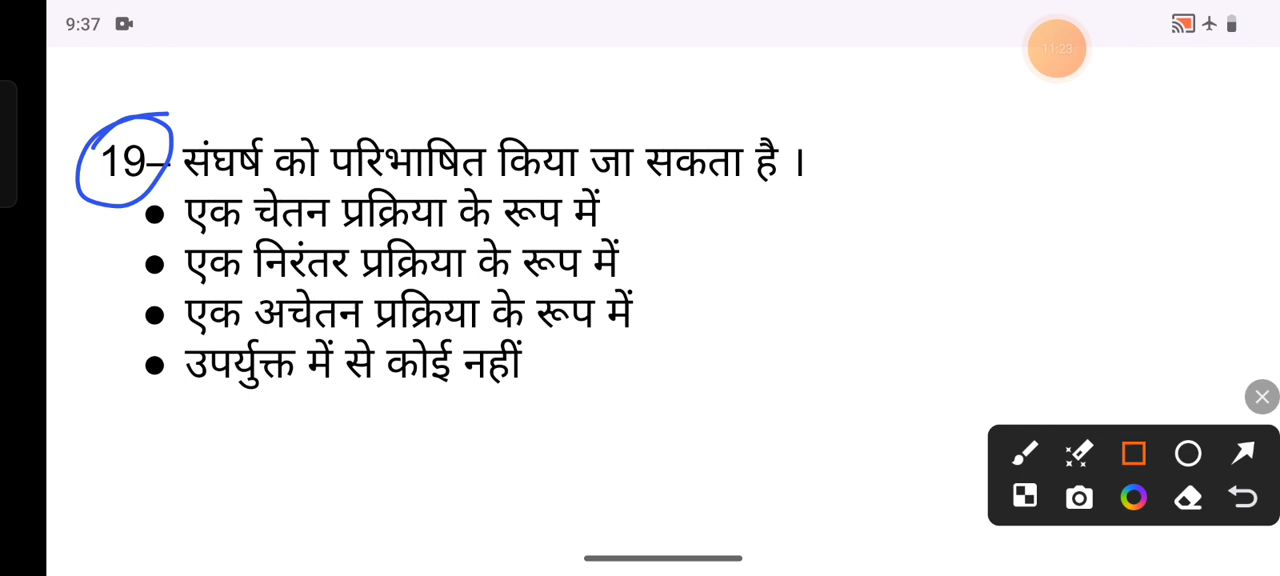 9:37
11:23
19– संघर्ष को परिभाषित किया जा सकता है ।
● एक चेतन प्रक्रिया के रूप में
● एक निरंतर प्रक्रिया के रूप में
● एक अचेतन प्रक्रिया के रूप में
● उपर्युक्त में से कोई नहीं